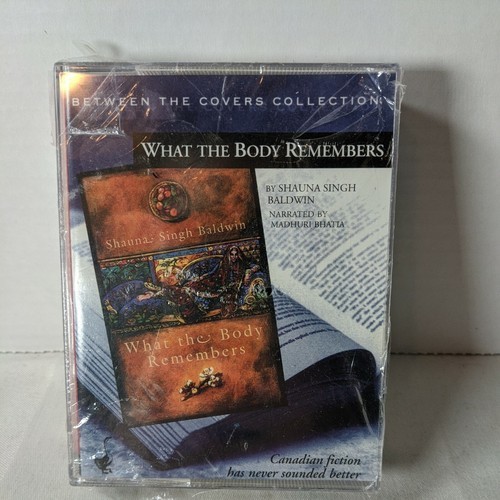 BETWEEN THE COVERS COLLECTION
WHAT THE BODY REMEMBERS
BY SHAUNA SINGH
BALDWIN
NARRATED BY
MADHURI BHATIA
Shauna Singh Baldwin
What the Body
Remembers
Canadian fiction
has never sounded better